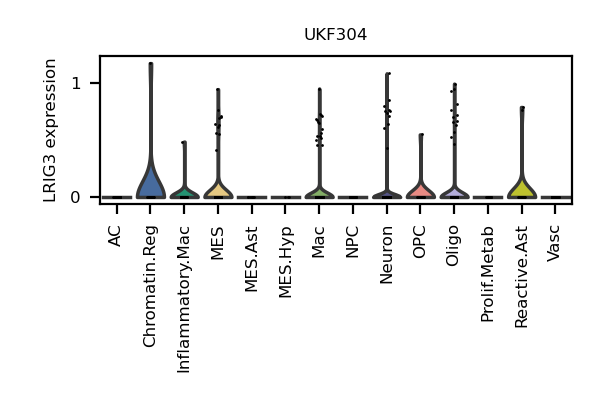 UKF304
LRIG3 expression
1
0
AC
Chromatin.Reg
Inflammatory.Mac
MES
MES.Ast
MES.Hyp
Mac
NPC
Neuron
OPC
Oligo
Prolif.Metab
Reactive.Ast
Vasc